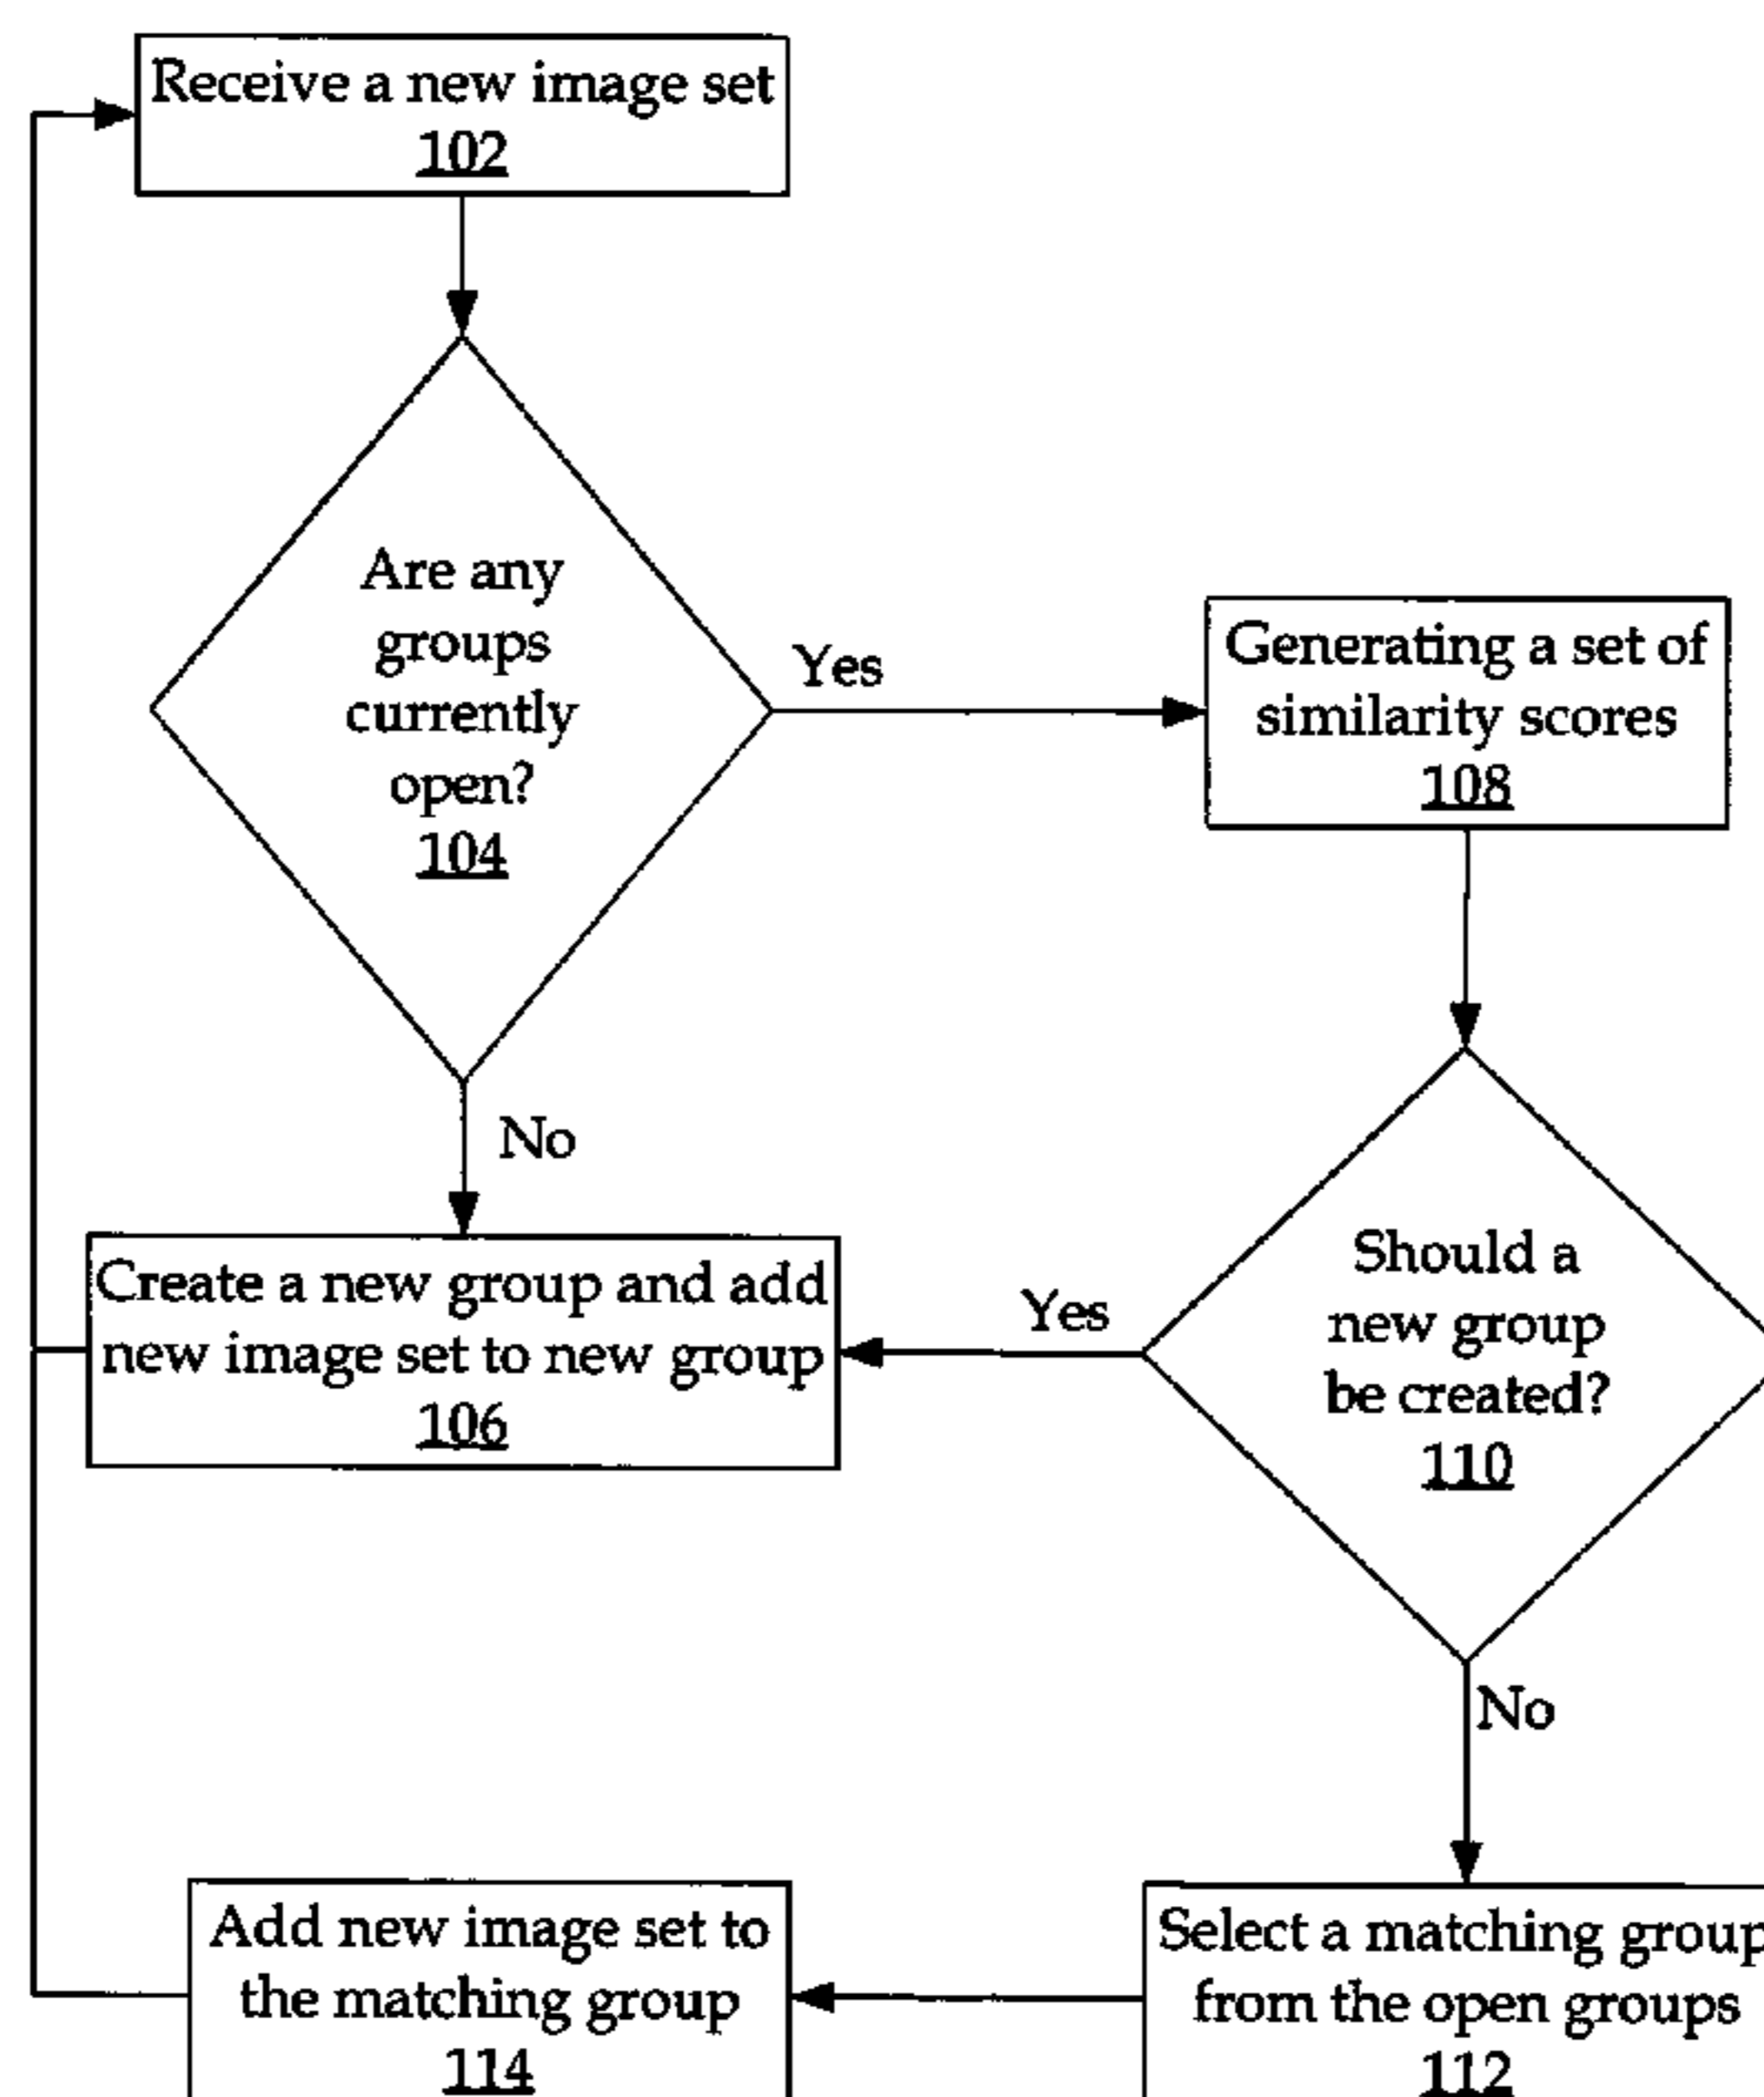 Receive a new image set
102
Are any
groups
currently
open?
104
Yes
Generating a set of
similarity scores
108
No
Create a new group and add
new image set to new group
106
Yes
Should a
new group
be created?
110
No
Add new image set to
the matching group
114
Select a matching group
from the open groups
112